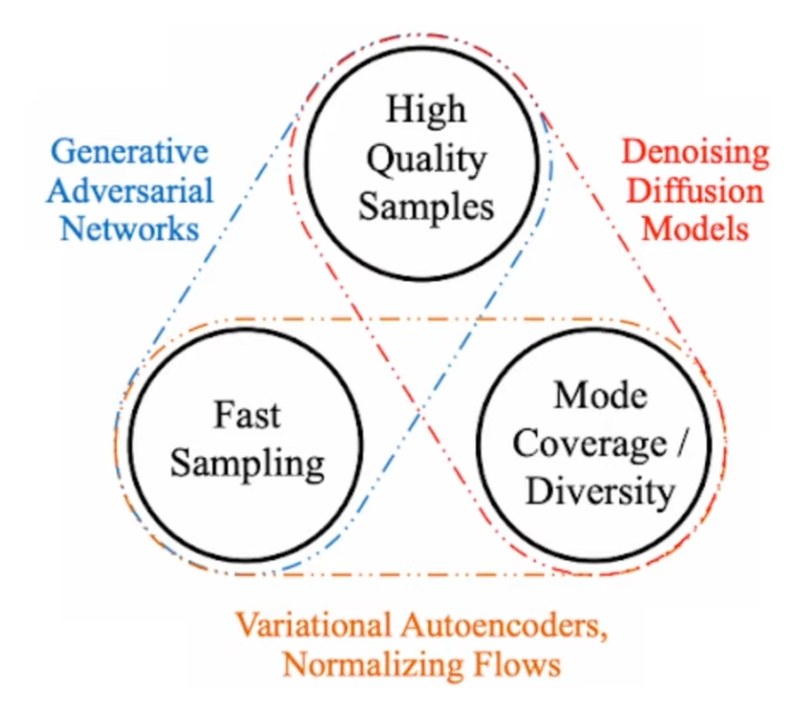 High
Quality
Samples
Generative
Adversarial
Networks
Denoising
Diffusion
Models
Fast
Sampling
Mode
Coverage /
Diversity
Variational Autoencoders,
Normalizing Flows